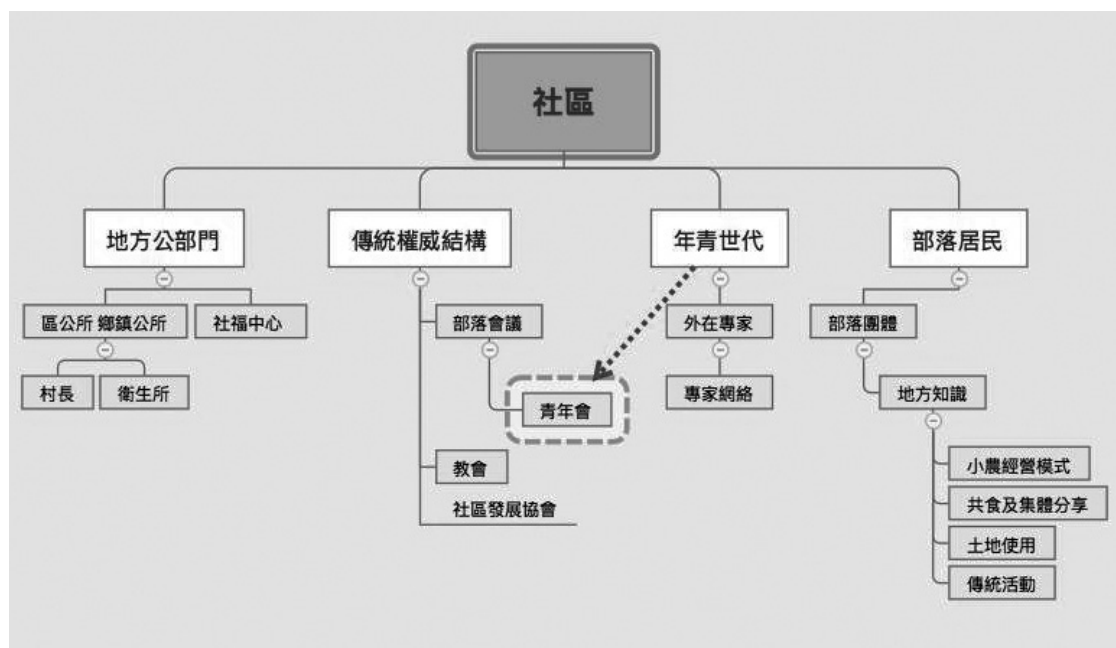 社區
地方公部門
傳統權威結構
年青世代
部落居民
區公所 鄉鎮公所
社福中心
部落會議
外在專家
部落團體
村長
衛生所
青年會
專家網絡
地方知識
教會
小農經營模式
社區發展協會
共食及集體分享
土地使用
傳統活動